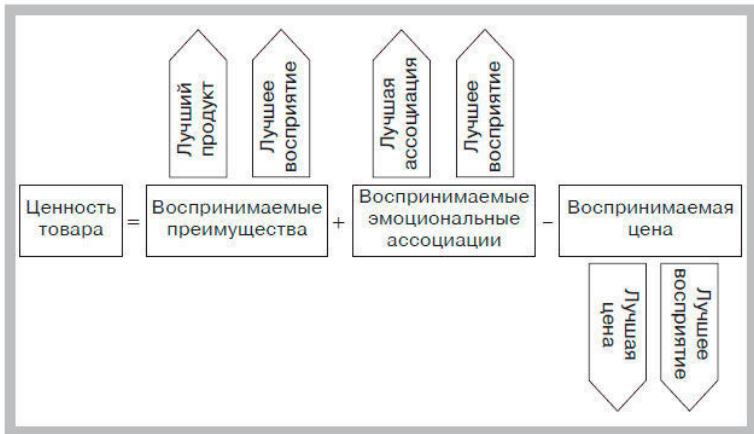 Лучший
продукт
Лучшее
восприятие
Лучшая
ассоциация
Лучшее
восприятие
Ценность
товара
=
Воспринимаемые
преимущества
+
Воспринимаемые
эмоциональные
ассоциации
–
Воспринимаемая
цена
Лучшая
цена
Лучшее
восприятие